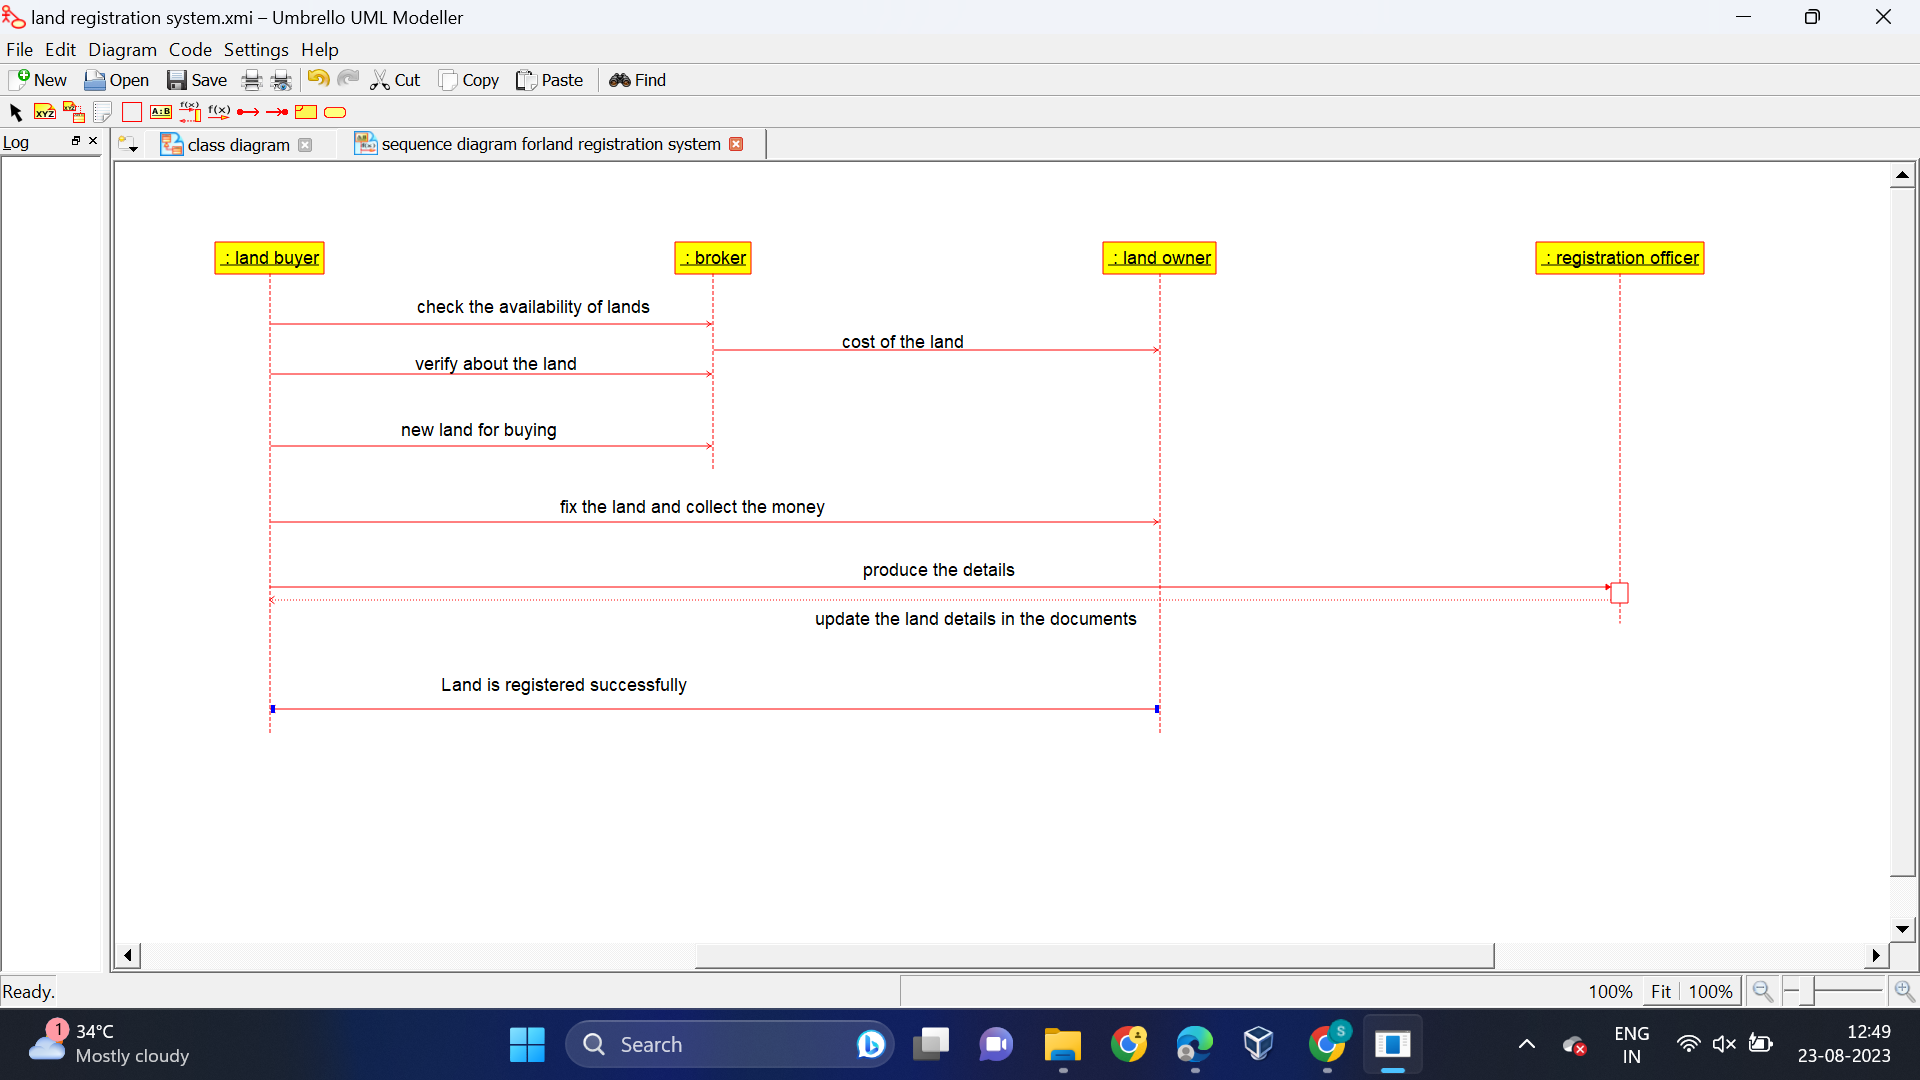 land registration system.xmi – Umbrello UML Modeller
File Edit Diagram Code Settings Help
New Open Save Cut Copy Paste Find
XYZ XYZ A:B f(x) f(x)
Log class diagram sequence diagram forland registration system
: land buyer : broker : land owner : registration officer
check the availability of lands
cost of the land
verify about the land
new land for buying
fix the land and collect the money
produce the details
update the land details in the documents
Land is registered successfully
Ready. 100% Fit 100%
1 34°C
Mostly cloudy
Search
S
ENG
IN
12:49
23-08-2023